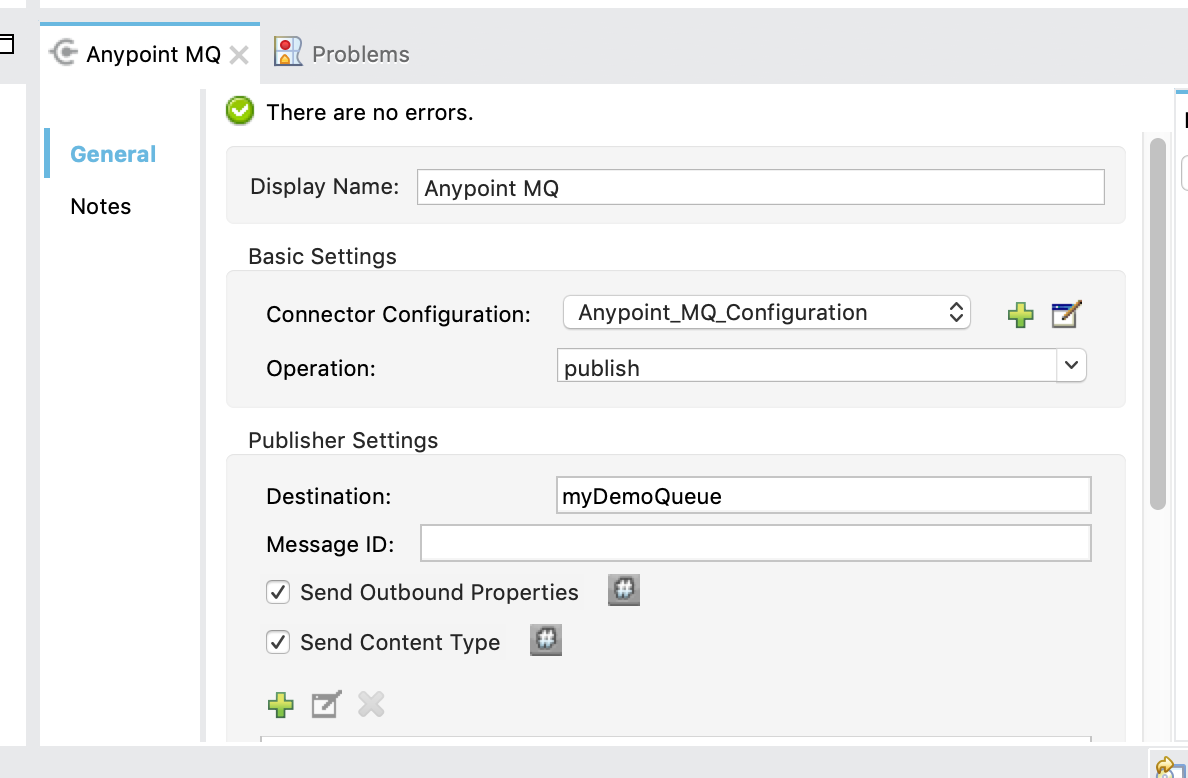 Anypoint MQ
Problems
There are no errors.
General
Notes
Display Name: Anypoint MQ
Basic Settings
Connector Configuration: Anypoint_MQ_Configuration
Operation: publish
Publisher Settings
Destination: myDemoQueue
Message ID:
Send Outbound Properties #
Send Content Type #